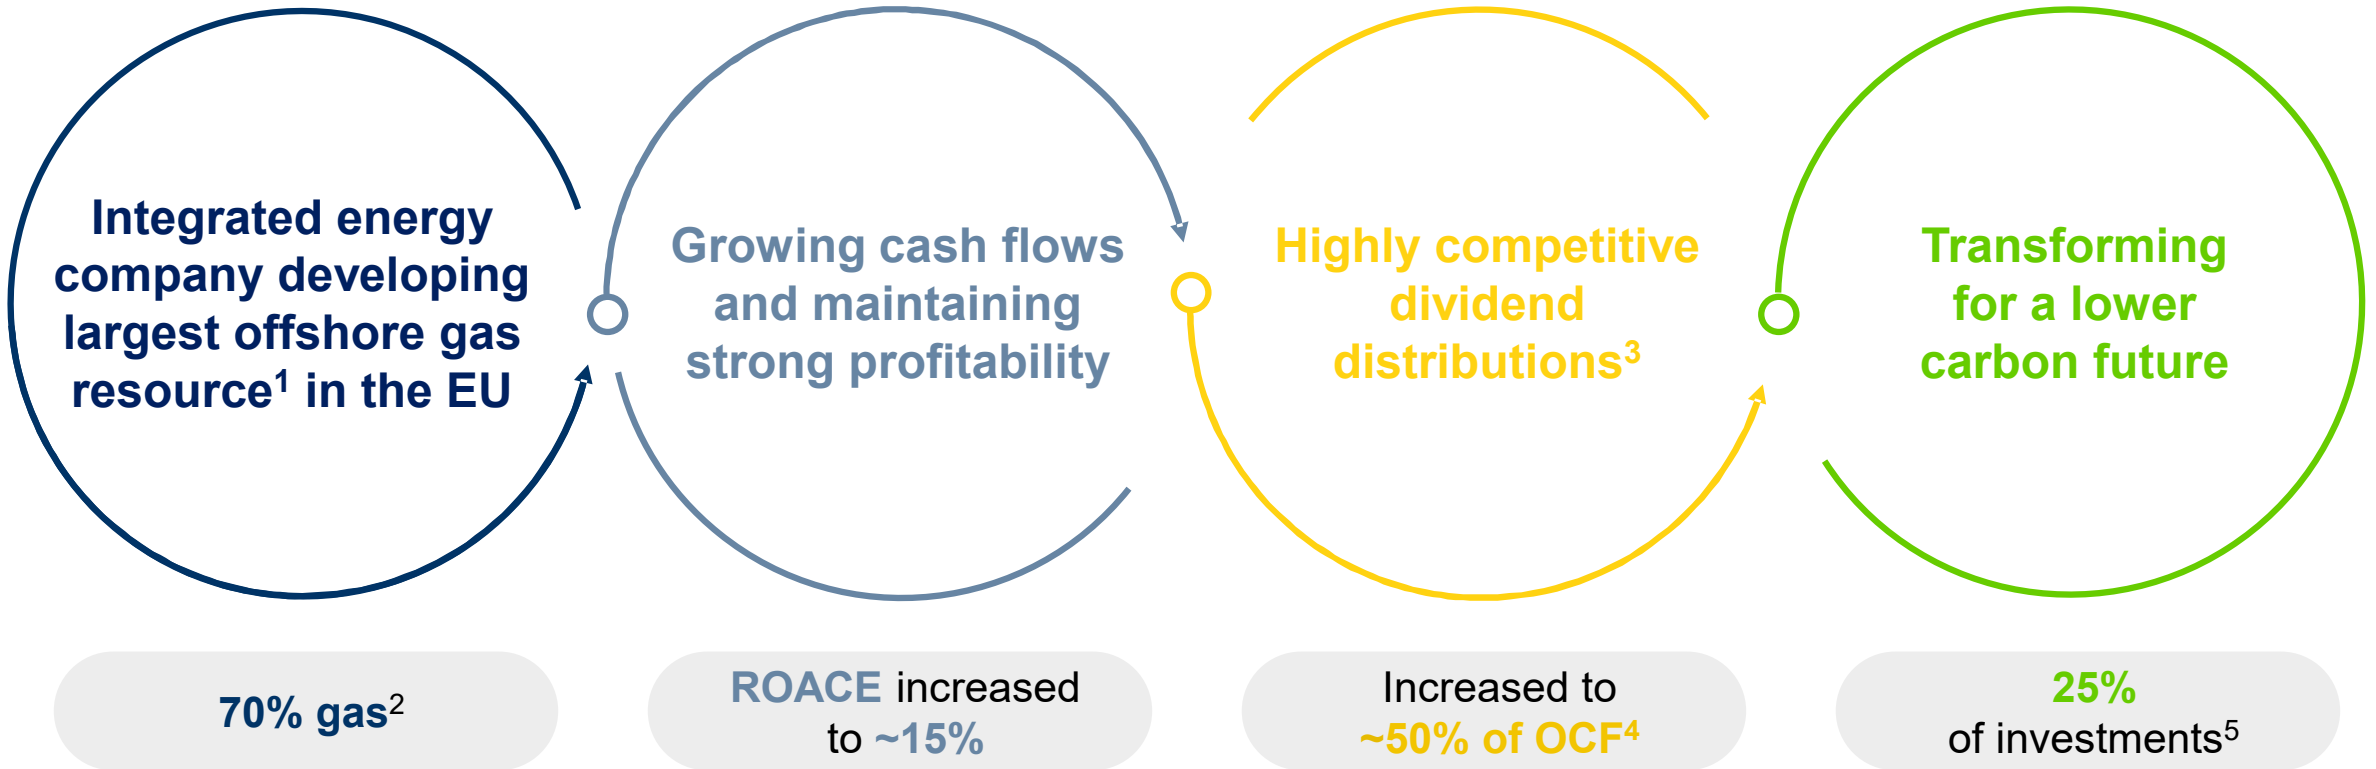 Integrated energy
company developing
largest offshore gas
resource¹ in the EU
Growing cash flows
and maintaining
strong profitability
Highly competitive
dividend
distributions³
Transforming
for a lower
carbon future
70% gas²
ROACE increased
to ~15%
Increased to
~50% of OCF⁴
25%
of investments⁵